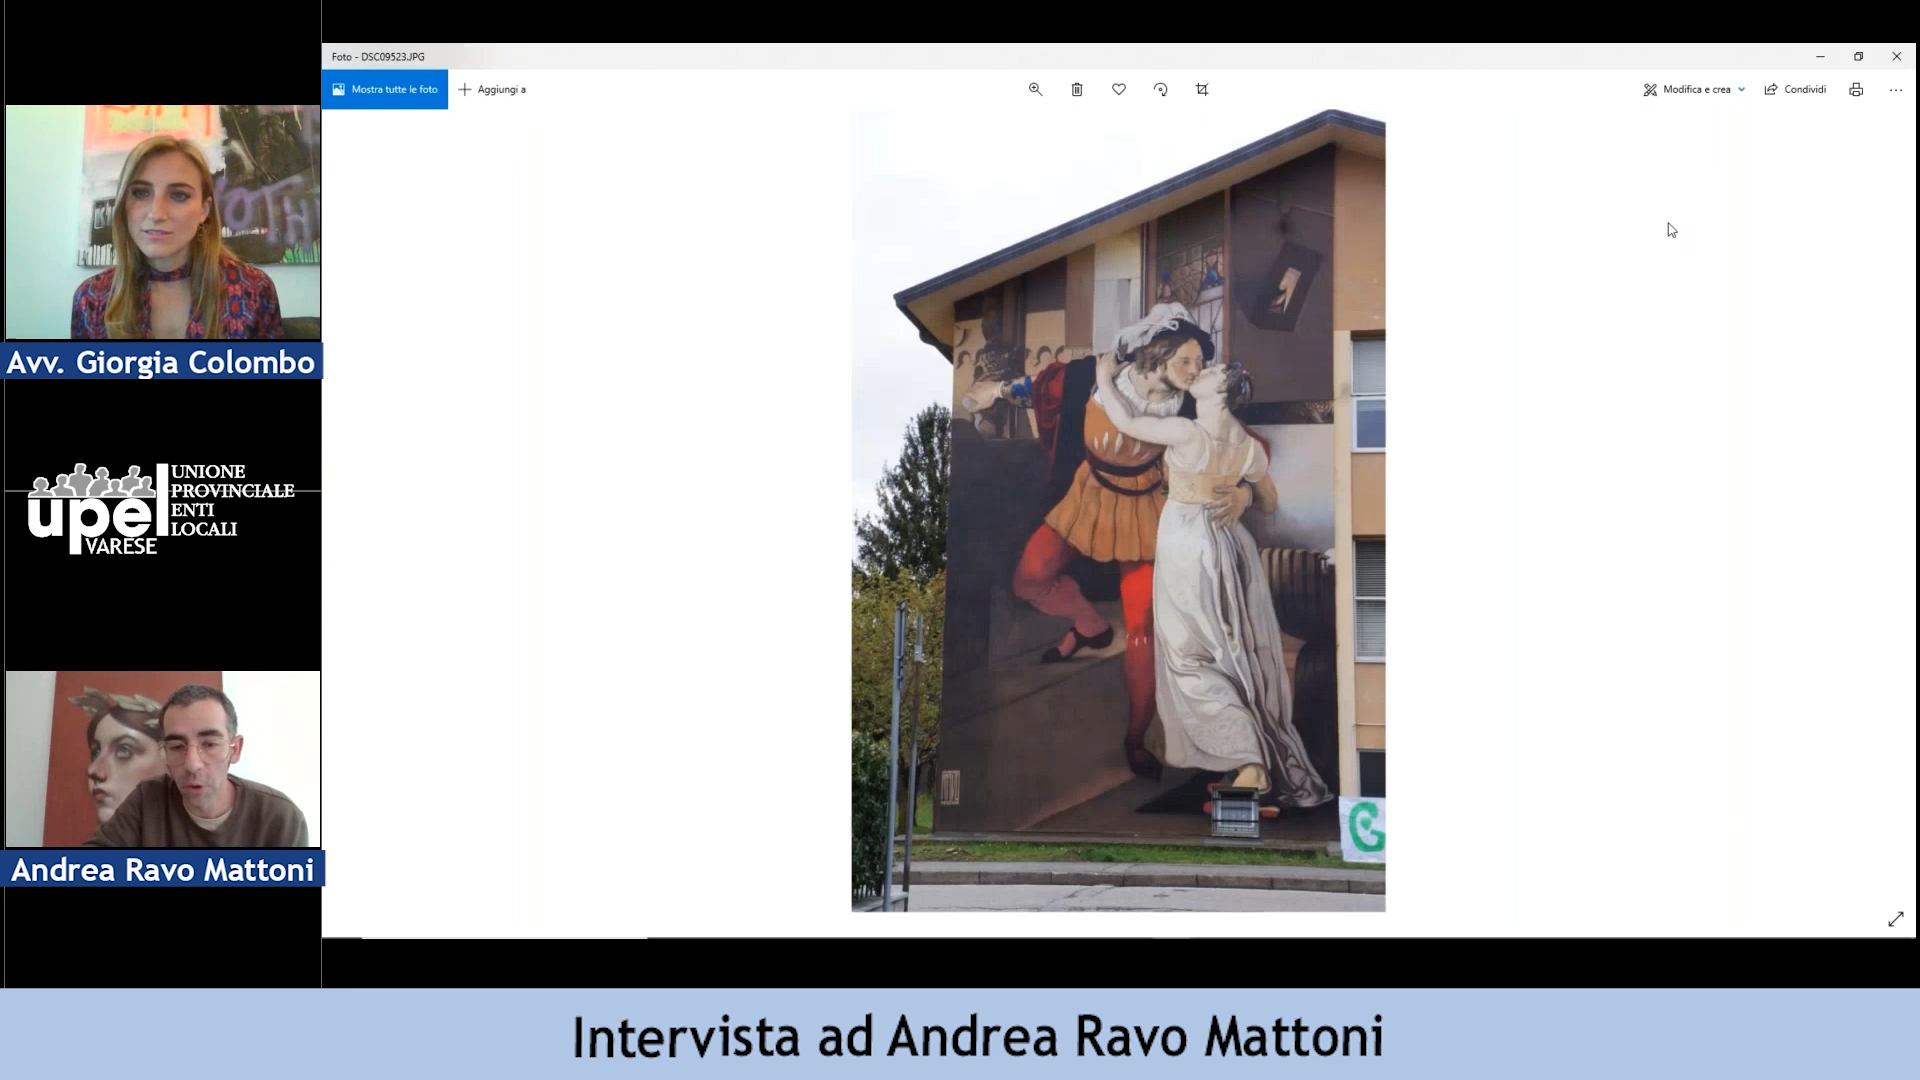 Foto - DSC09523.JPG
Mostra tutte le foto
Aggiungi a
Modifica e crea
Condividi
Avv. Giorgia Colombo
upel
UNIONE
PROVINCIALE
ENTI
LOCALI
VARESE
Andrea Ravo Mattoni
G
Intervista ad Andrea Ravo Mattoni